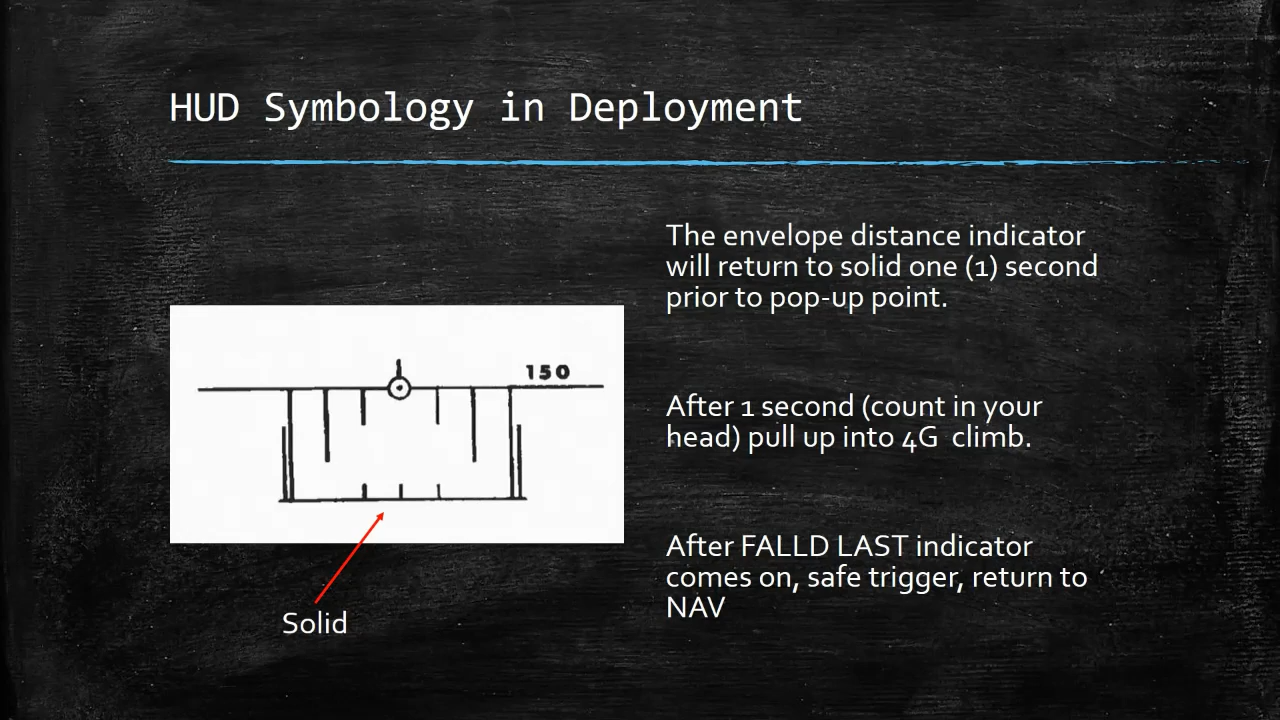 HUD Symbology in Deployment
The envelope distance indicator
will return to solid one (1) second
prior to pop-up point.
150
After 1 second (count in your
head) pull up into 4G  climb.
After FALLD LAST indicator
comes on, safe trigger, return to
NAV
Solid